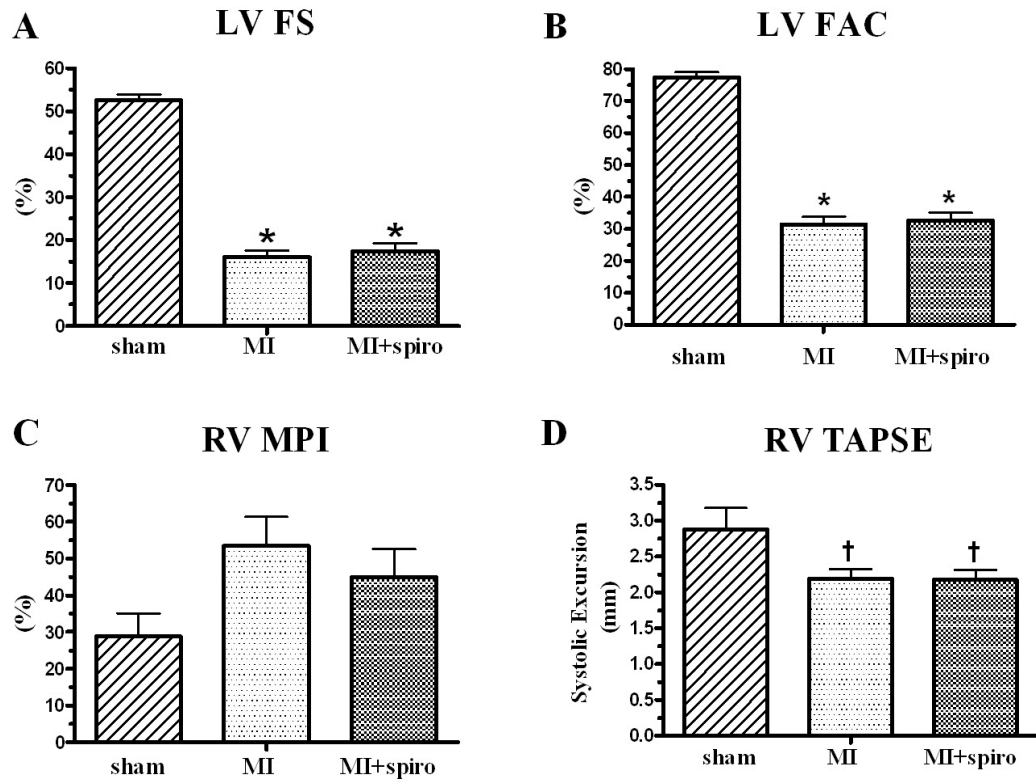 A
LV FS
60
50
40
30
20
10
0
(%)
*
*
sham
MI
MI+spiro
B
LV FAC
80
70
60
50
40
30
20
10
0
(%)
*
*
sham
MI
MI+spiro
C
RV MPI
70
60
50
40
30
20
10
0
(%)
sham
MI
MI+spiro
D
RV TAPSE
3.5
3.0
2.5
2.0
1.5
1.0
0.5
0.0
Systolic Excursion
(mm)
†
†
sham
MI
MI+spiro